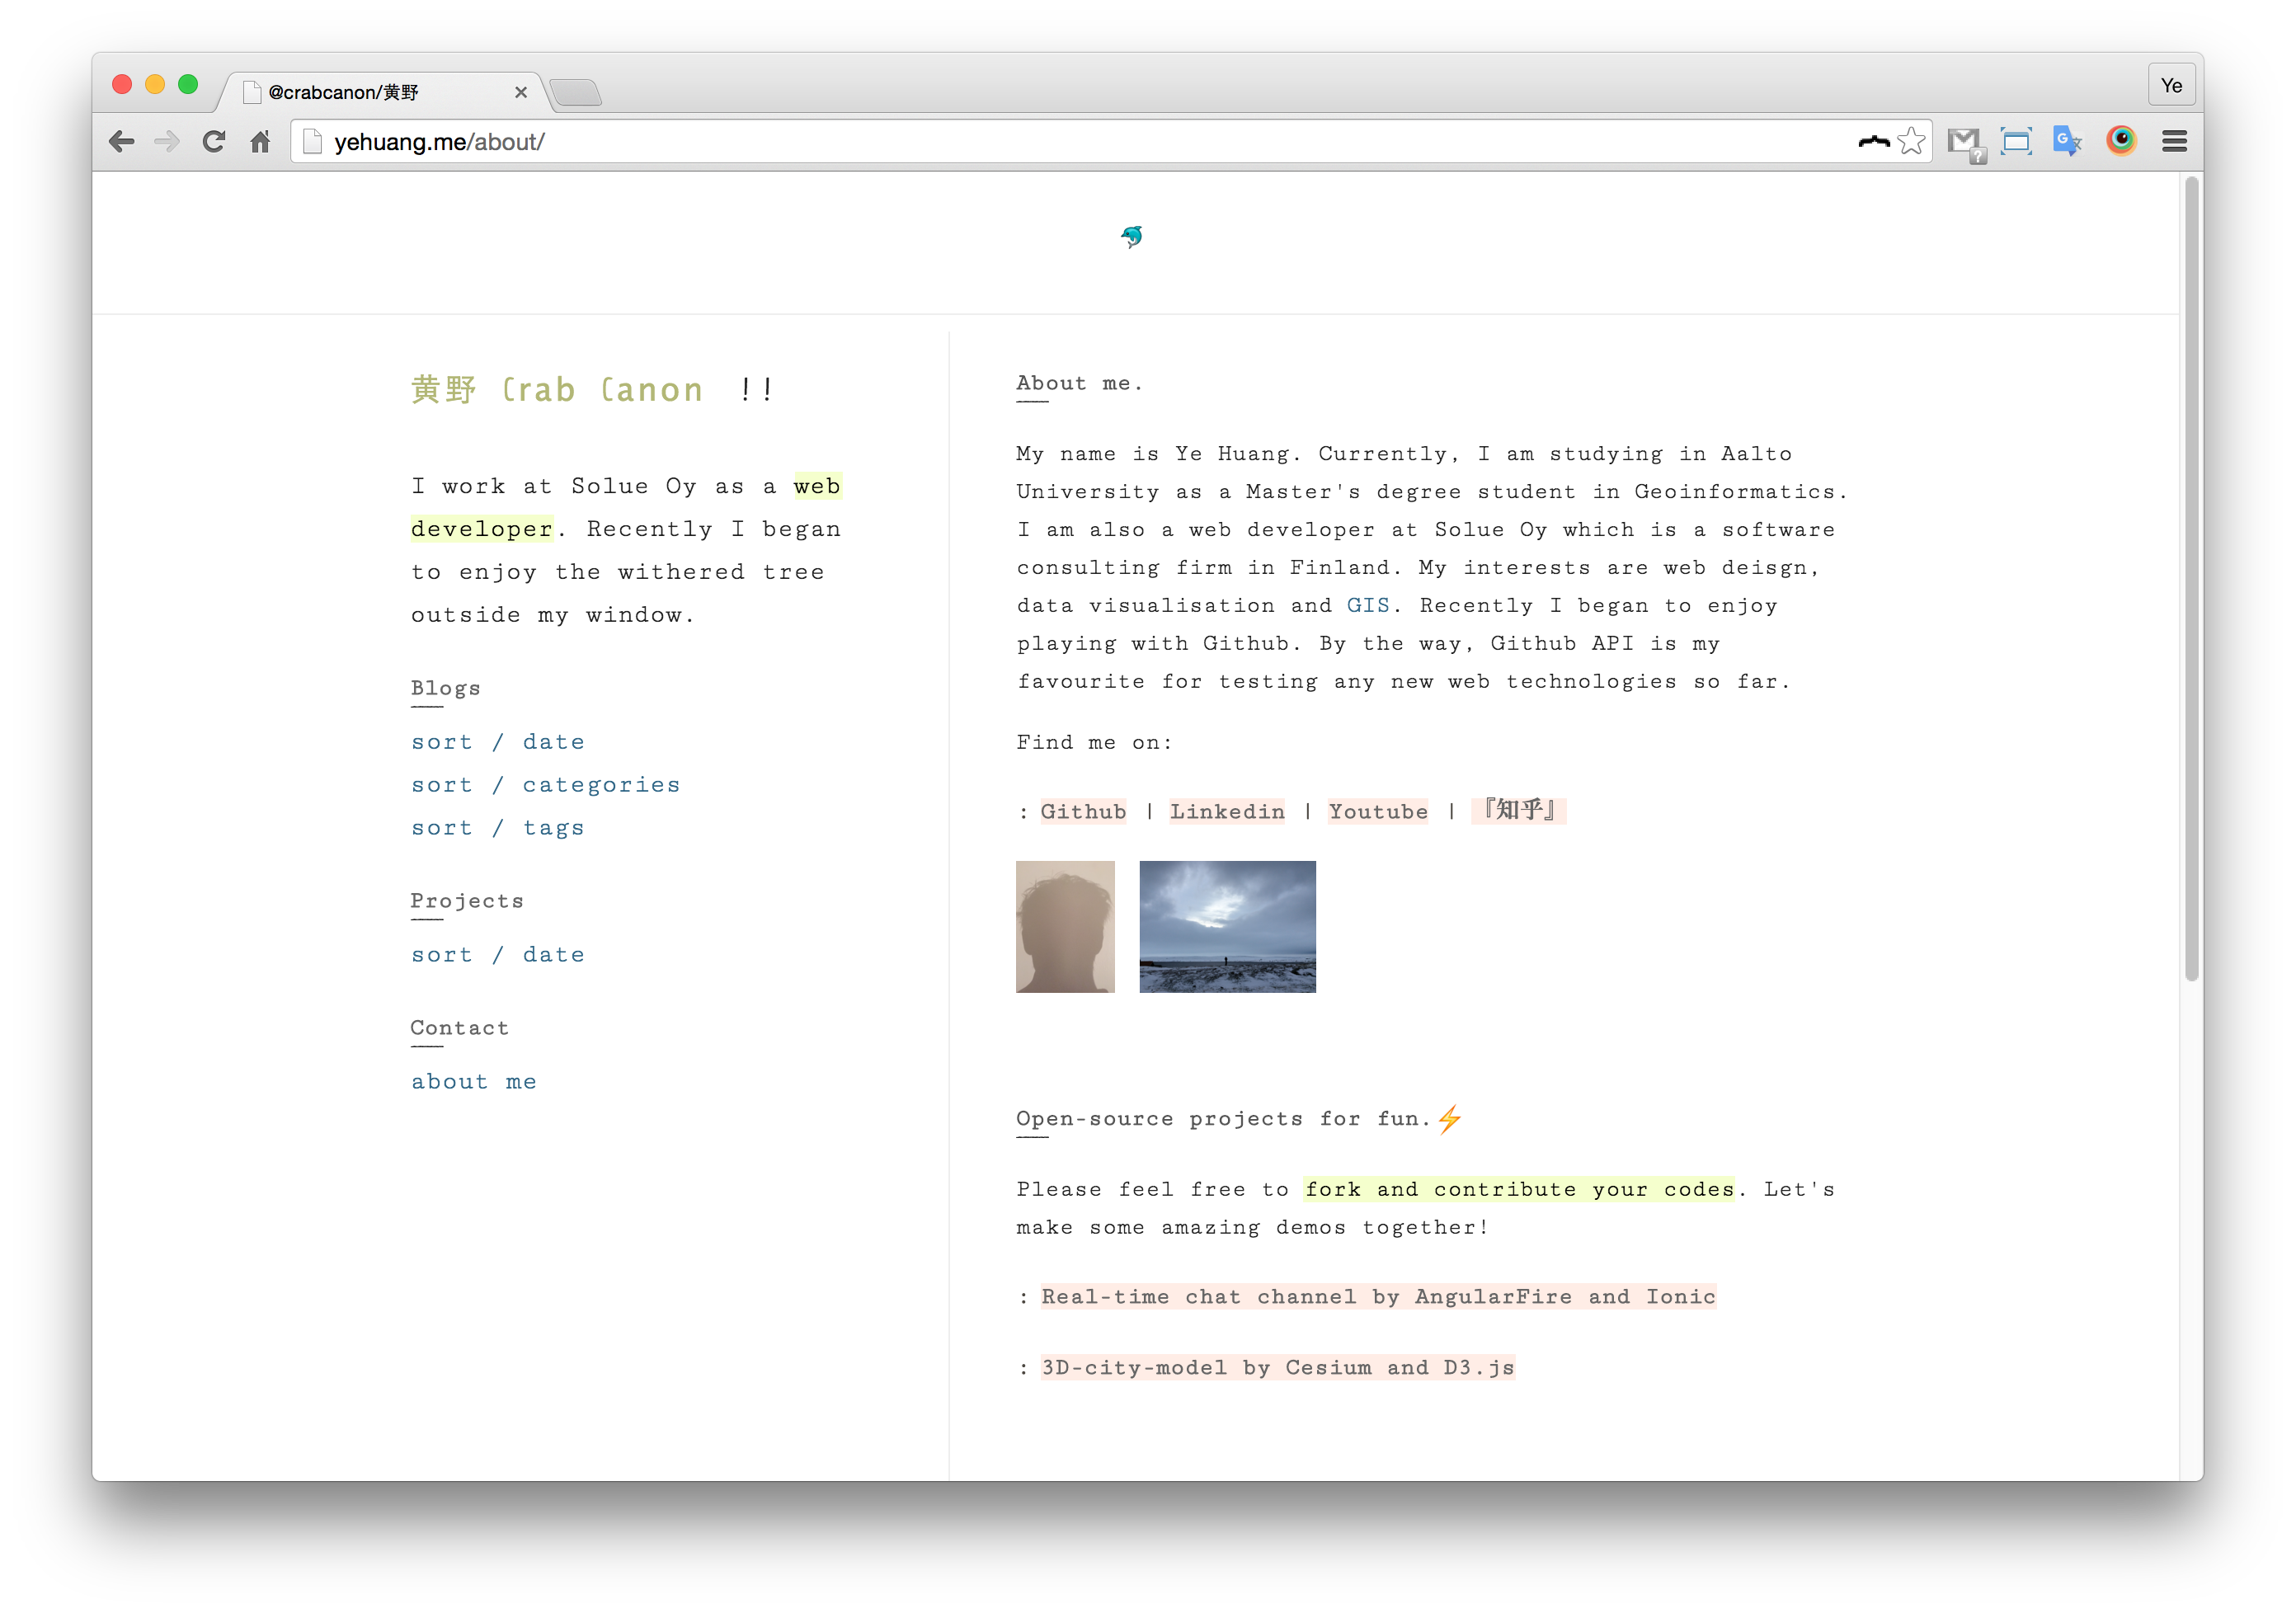 @crabcanon/黄野
Ye
yehuang.me/about/
黄野 Crab Canon !!
I work at Solue Oy as a web
developer. Recently I began
to enjoy the withered tree
outside my window.
Blogs
sort / date
sort / categories
sort / tags
Projects
sort / date
Contact
about me
About me.
My name is Ye Huang. Currently, I am studying in Aalto
University as a Master's degree student in Geoinformatics.
I am also a web developer at Solue Oy which is a software
consulting firm in Finland. My interests are web deisgn,
data visualisation and GIS. Recently I began to enjoy
playing with Github. By the way, Github API is my
favourite for testing any new web technologies so far.
Find me on:
: Github | Linkedin | Youtube | 『知乎』
Open-source projects for fun.⚡
Please feel free to fork and contribute your codes. Let's
make some amazing demos together!
: Real-time chat channel by AngularFire and Ionic
: 3D-city-model by Cesium and D3.js